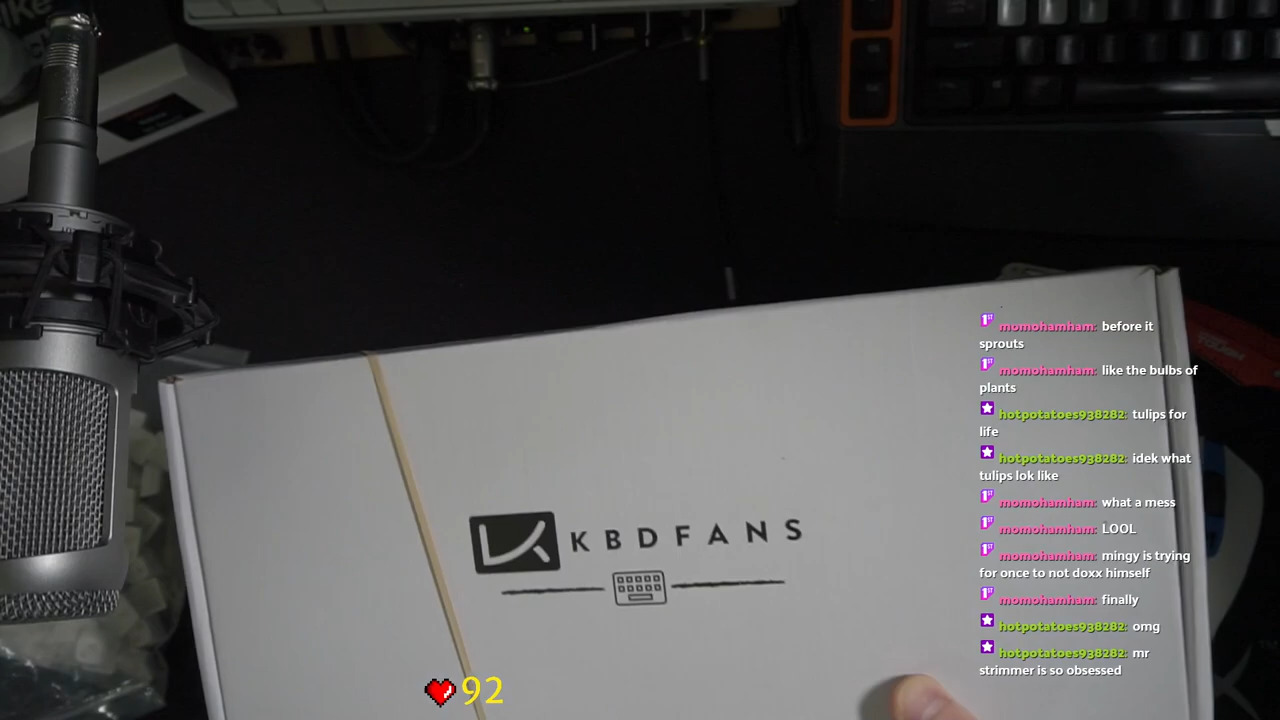 KBDFANS
momohamham: before it
sprouts
momohamham: like the bulbs of
plants
hotpotatoes938282: tulips for
life
hotpotatoes938282: idek what
tulips lok like
momohamham: what a mess
momohamham: LOOL
momohamham: mingy is trying
for once to not doxx himself
momohamham: finally
hotpotatoes938282: omg
hotpotatoes938282: mr
strimmer is so obsessed
92